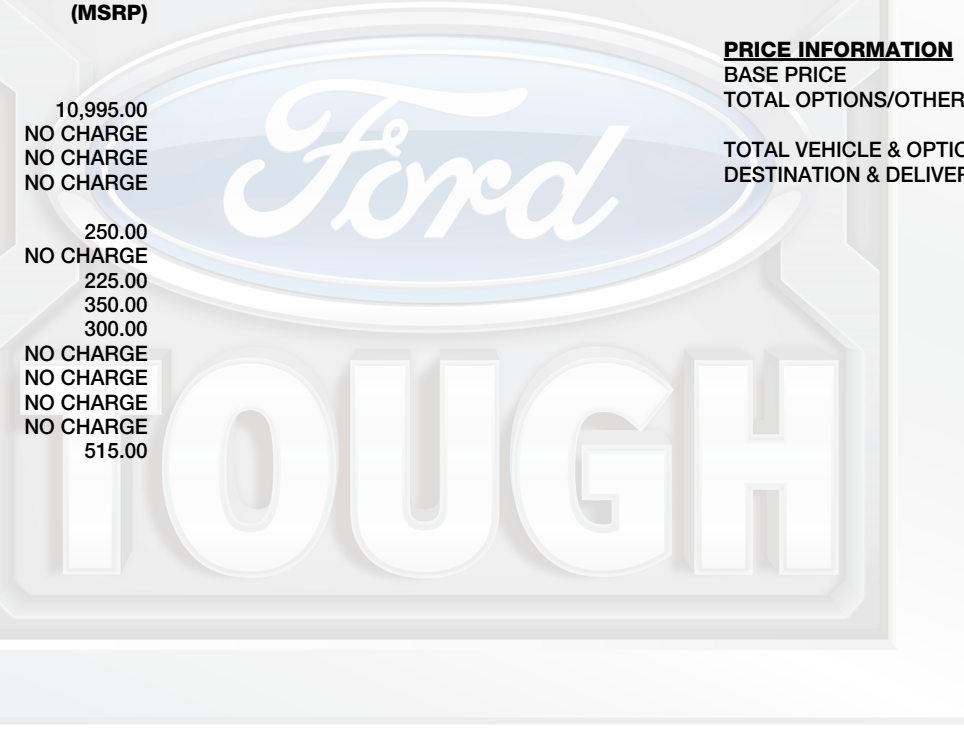 (MSRP)
10,995.00
NO CHARGE
NO CHARGE
NO CHARGE
250.00
NO CHARGE
225.00
350.00
300.00
NO CHARGE
NO CHARGE
NO CHARGE
NO CHARGE
515.00
PRICE INFORMATION
BASE PRICE
TOTAL OPTIONS/OTHER
TOTAL VEHICLE & OPTIO
DESTINATION & DELIVER
Ford
TOUGH